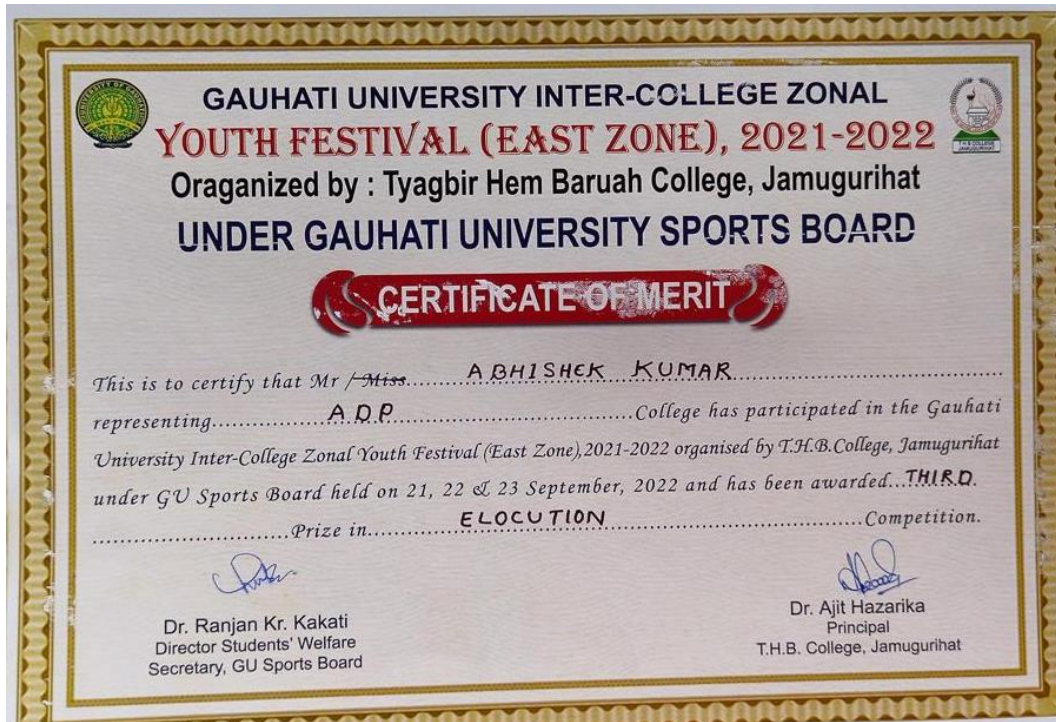 GAUHATI UNIVERSITY INTER-COLLEGE ZONAL
YOUTH FESTIVAL (EAST ZONE), 2021-2022
Oraganized by : Tyagbir Hem Baruah College, Jamugurihat
UNDER GAUHATI UNIVERSITY SPORTS BOARD
CERTIFICATE OF MERIT
This is to certify that Mr / Miss.....ABHISHEK KUMAR.....
representing.....A.D.P.....College has participated in the Gauhati
University Inter-College Zonal Youth Festival (East Zone),2021-2022 organised by T.H.B.College, Jamugurihat
under GU Sports Board held on 21, 22 & 23 September, 2022 and has been awarded...THIRD.
.....Prize in.....ELOCUTION.....Competition.
Dr. Ranjan Kr. Kakati
Director Students' Welfare
Secretary, GU Sports Board
Dr. Ajit Hazarika
Principal
T.H.B. College, Jamugurihat